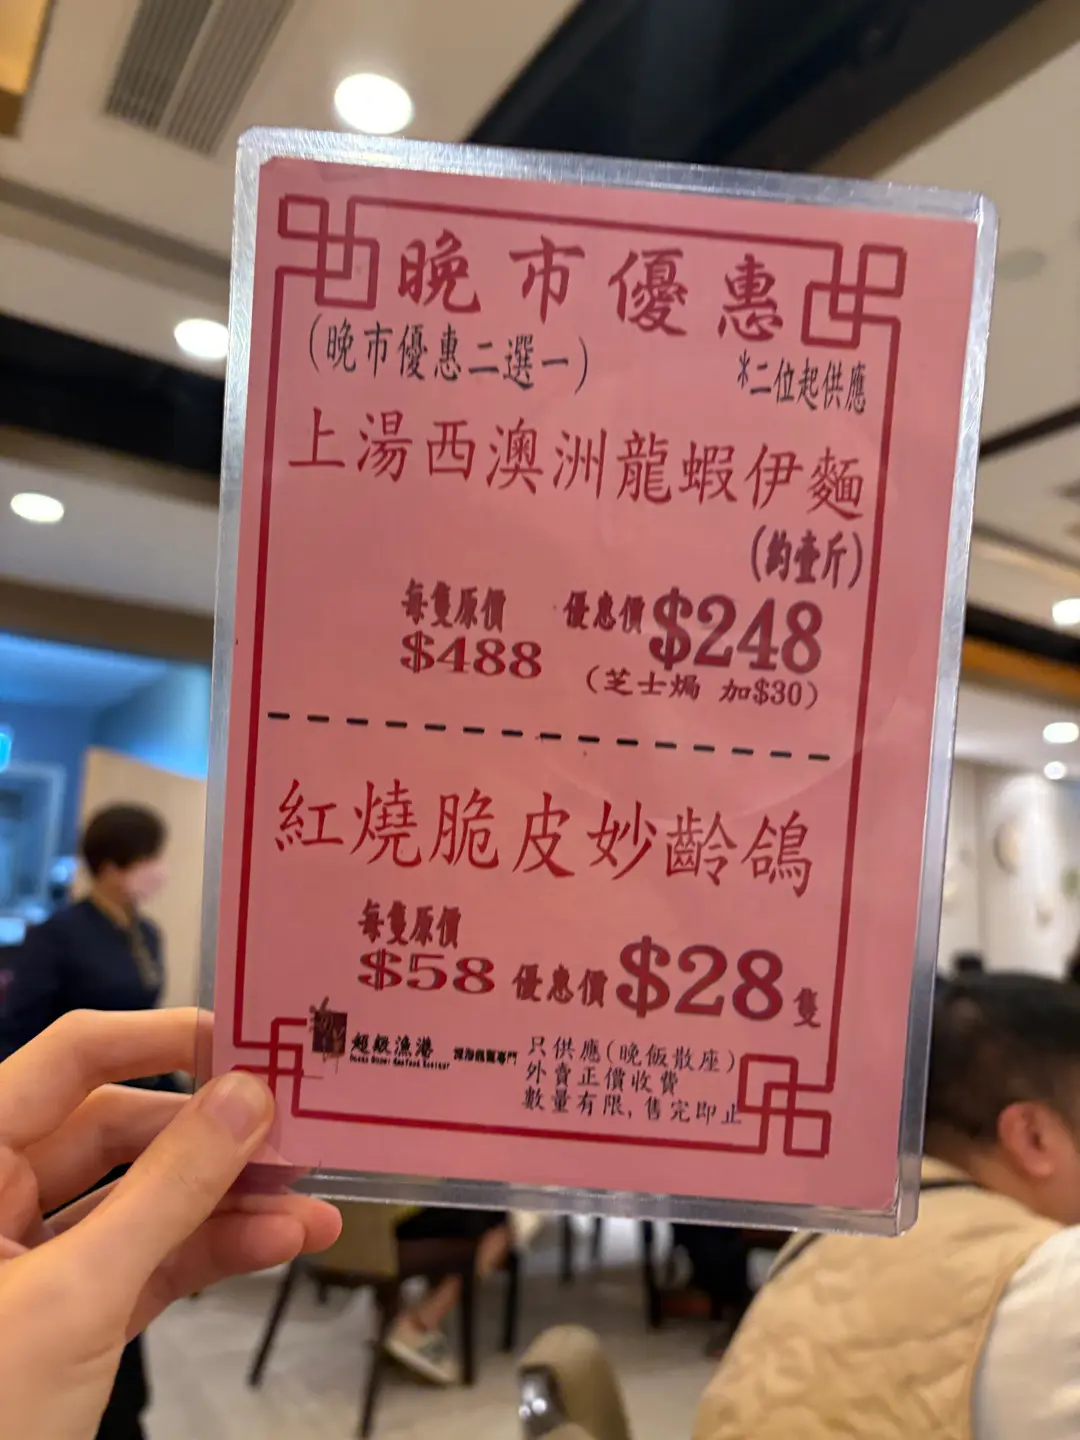 晚市優惠
(晚市優惠二選一)
*二位起供應
上湯西澳洲龍蝦伊麵
(約壹斤)
每隻原價 優惠價 $248
$488
(芝士焗 加$30)
紅燒脆皮妙齡鴿
每隻原價
$58 優惠價 $28 隻
超級漁港
只供應(晚飯散座)
外賣正價收費
數量有限, 售完即止